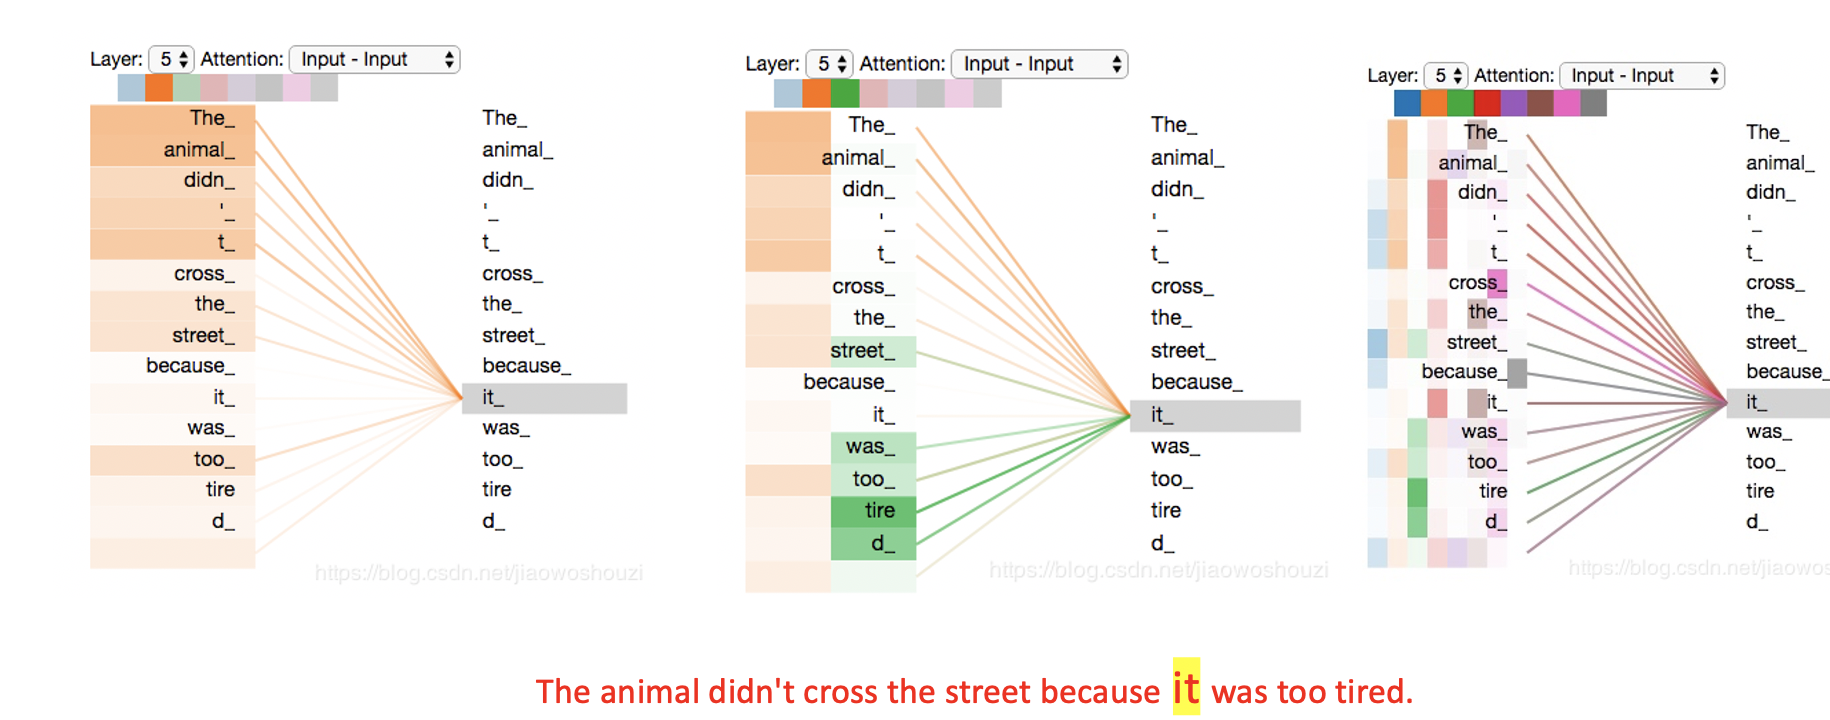 Layer: 5 Attention: Input - Input
The_ The_
animal_ animal_
didn_ didn_
'_ '_
t_ t_
cross_ cross_
the_ the_
street_ street_
because_ because_
it_ it_
was_ was_
too_ too_
tire tire
d_ d_
https://blog.csdn.net/jiaowoshouzi
Layer: 5 Attention: Input - Input
The_ The_
animal_ animal_
didn_ didn_
'_ '_
t_ t_
cross_ cross_
the_ the_
street_ street_
because_ because_
it_ it_
was_ was_
too_ too_
tire tire
d_ d_
https://blog.csdn.net/jiaowoshouzi
Layer: 5 Attention: Input - Input
The_ The_
animal_ animal_
didn_ didn_
'_ '_
t_ t_
cross_ cross_
the_ the_
street_ street_
because_ because_
it_ it_
was_ was_
too_ too_
tire tire
d_ d_
https://blog.csdn.net/jiaowos
The animal didn't cross the street because it was too tired.